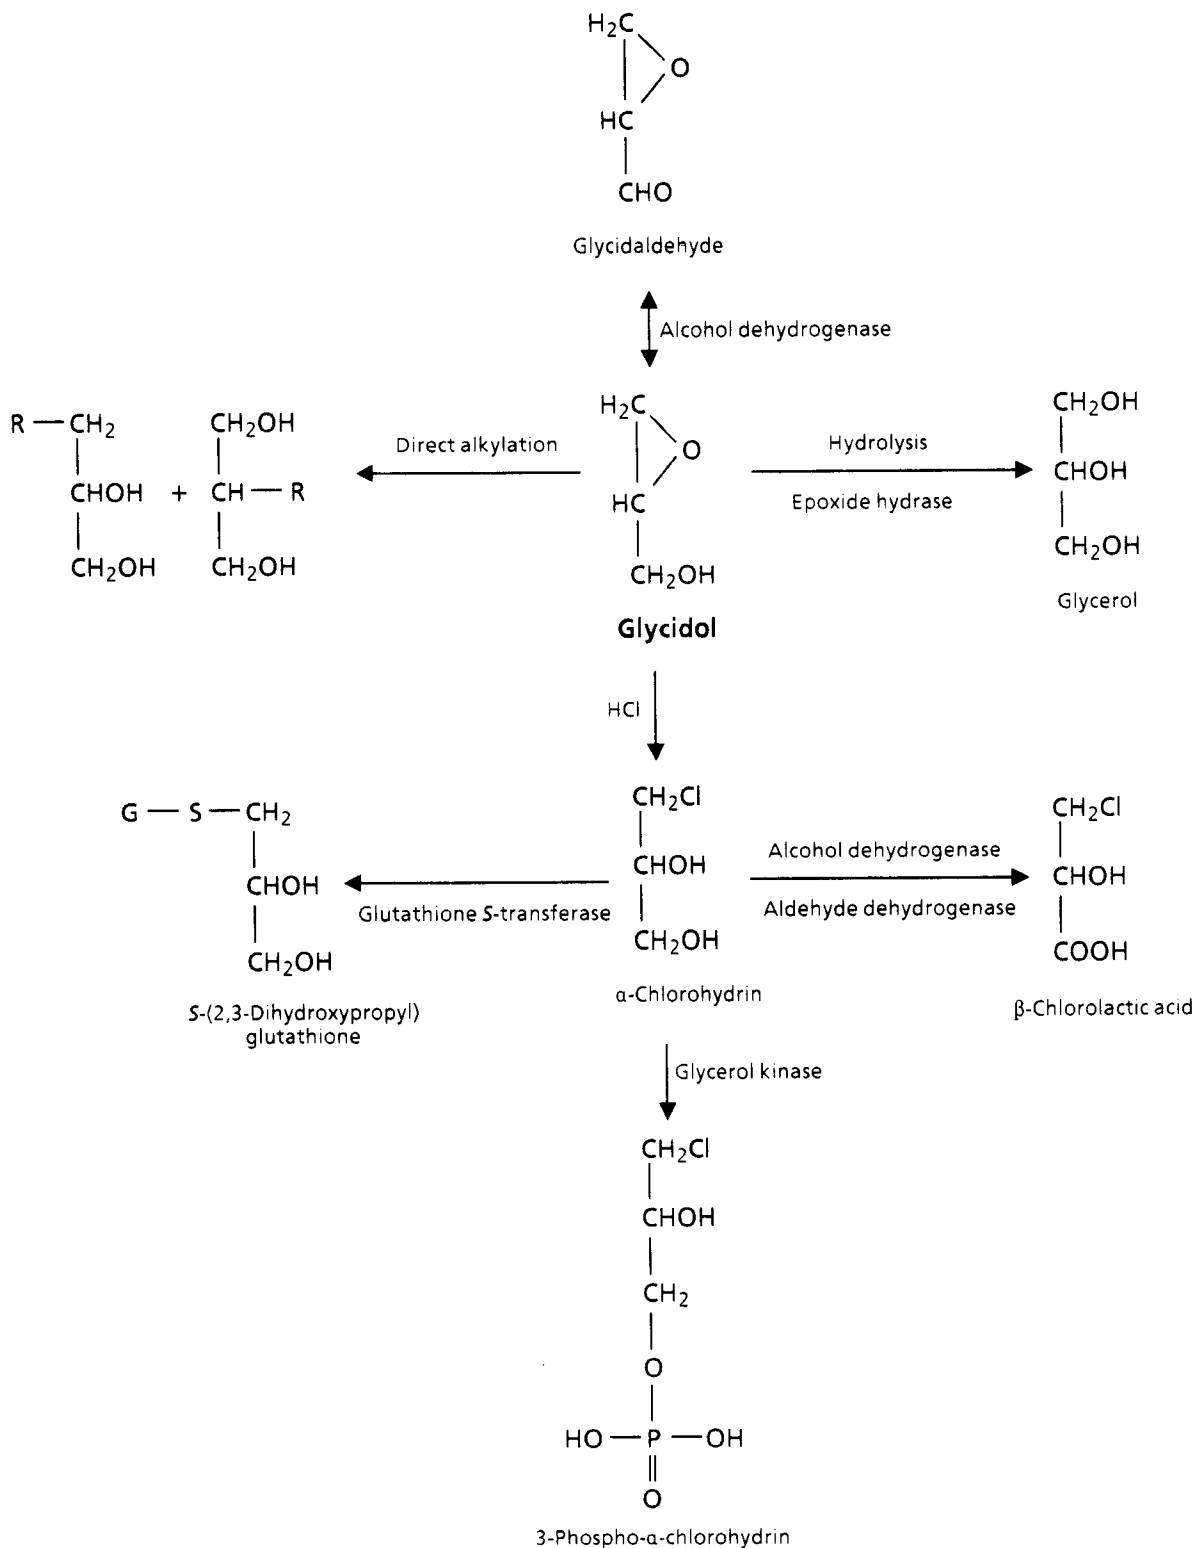 H₂C
O
HC
CHO
Glycidaldehyde
Alcohol dehydrogenase
R — CH₂
CHOH
CH₂OH
+
CH₂OH
CH — R
CH₂OH
Direct alkylation
H₂C
O
HC
CH₂OH
Glycidol
Hydrolysis
Epoxide hydrase
CH₂OH
CHOH
CH₂OH
Glycerol
HCl
G — S — CH₂
CHOH
CH₂OH
S-(2,3-Dihydroxypropyl)
glutathione
Glutathione S-transferase
CH₂Cl
CHOH
CH₂OH
α-Chlorohydrin
Alcohol dehydrogenase
Aldehyde dehydrogenase
CH₂Cl
CHOH
COOH
β-Chlorolactic acid
Glycerol kinase
CH₂Cl
CHOH
CH₂
O
HO — P — OH
O
3-Phospho-α-chlorohydrin